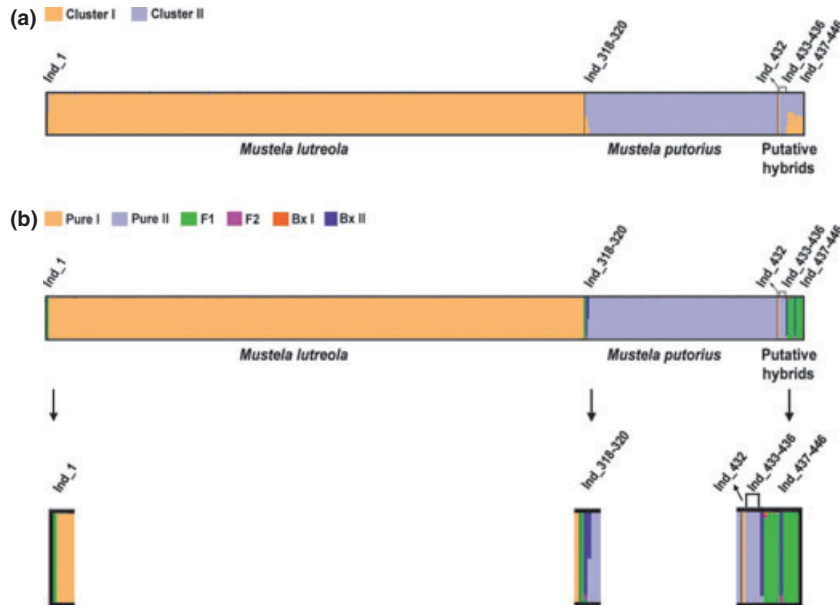 (a)
Cluster I Cluster II
Ind_1
Ind_318-320
Ind_432
Ind_433-436
Ind_437-446
Mustela lutreola
Mustela putorius
Putative
hybrids
(b)
Pure I Pure II F1 F2 Bx I Bx II
Ind_1
Ind_318-320
Ind_432
Ind_433-436
Ind_437-446
Mustela lutreola
Mustela putorius
Putative
hybrids
Ind_1
Ind_318-320
Ind_432
Ind_433-436
Ind_437-446